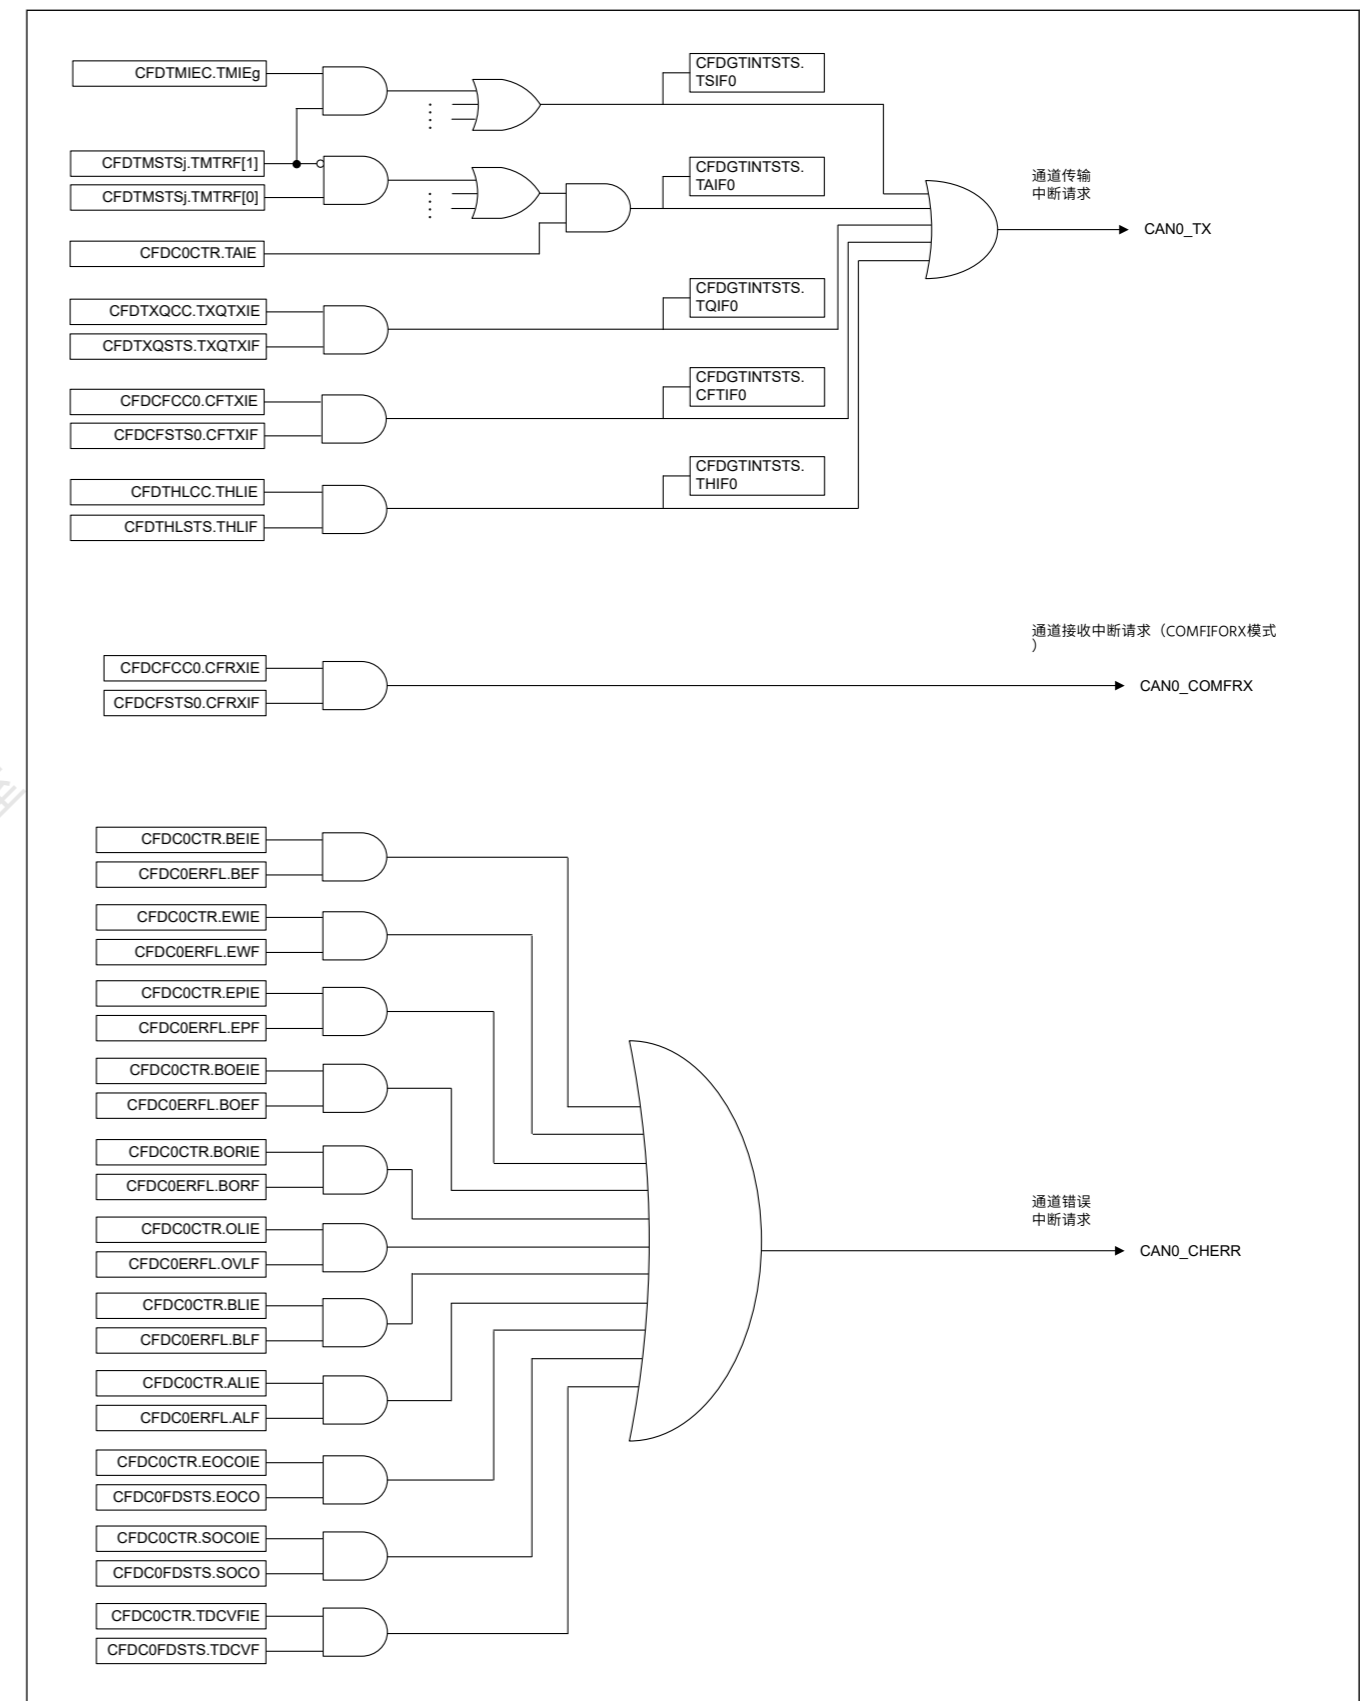 CFDTMIEC.TMIEg
CFDGTINTSTS.
TSIF0
CFDTMSTSj.TMTRF[1]
CFDTMSTSj.TMTRF[0]
CFDGTINTSTS.
TAIF0
通道传输
中断请求
CAN0_TX
CFDC0CTR.TAIE
CFDTXQCC.TXQTXIE
CFDTXQSTS.TXQTXIF
CFDGTINTSTS.
TQIF0
CFDCFCC0.CFTXIE
CFDCFSTS0.CFTXIF
CFDGTINTSTS.
CFTIF0
CFDTHLCC.THLIE
CFDTHLSTS.THLIF
CFDGTINTSTS.
THIF0
通道接收中断请求（COMFIFORX模式
）
CFDCFCC0.CFRXIE
CFDCFSTS0.CFRXIF
CAN0_COMFRX
CFDC0CTR.BEIE
CFDC0ERFL.BEF
CFDC0CTR.EWIE
CFDC0ERFL.EWF
CFDC0CTR.EPIE
CFDC0ERFL.EPF
CFDC0CTR.BOEIE
CFDC0ERFL.BOEF
CFDC0CTR.BORIE
CFDC0ERFL.BORF
CFDC0CTR.OLIE
CFDC0ERFL.OVLF
通道错误
中断请求
CAN0_CHERR
CFDC0CTR.BLIE
CFDC0ERFL.BLF
CFDC0CTR.ALIE
CFDC0ERFL.ALF
CFDC0CTR.EOCOIE
CFDC0FDSTS.EOCO
CFDC0CTR.SOCOIE
CFDC0FDSTS.SOCO
CFDC0CTR.TDCVFIE
CFDC0FDSTS.TDCVF